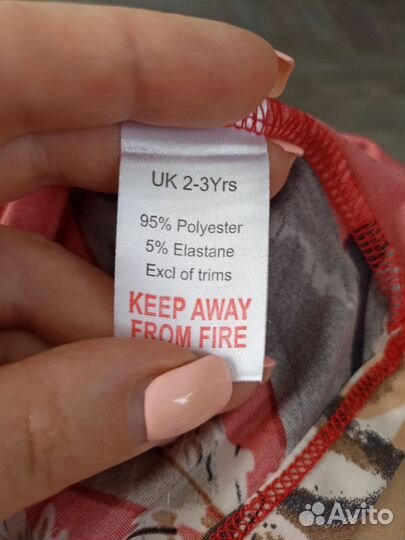 UK 2-3Yrs
95% Polyester
5% Elastane
Excl of trims
KEEP AWAY
FROM FIRE
Avito